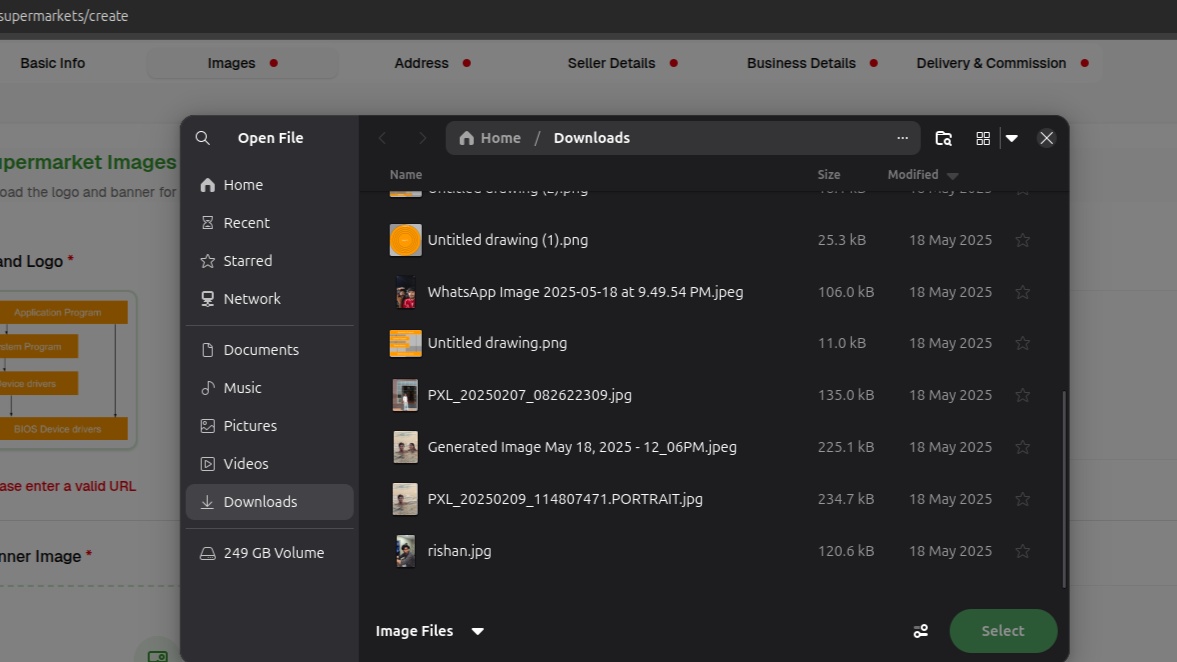 supermarkets/create
Basic Info
Images
Address
Seller Details
Business Details
Delivery & Commission
Open File
Home / Downloads
Name
Size
Modified
upermarket Images
oad the logo and banner for
and Logo *
Application Program
stem Program
evice drivers
BIOS Device drivers
ase enter a valid URL
nner Image *
Home
Recent
Starred
Network
Documents
Music
Pictures
Videos
Downloads
249 GB Volume
Untitled drawing (2).png
18 May 2025
Untitled drawing (1).png 25.3 kB 18 May 2025
WhatsApp Image 2025-05-18 at 9.49.54 PM.jpeg 106.0 kB 18 May 2025
Untitled drawing.png 11.0 kB 18 May 2025
PXL_20250207_082622309.jpg 135.0 kB 18 May 2025
Generated Image May 18, 2025 - 12_06PM.jpeg 225.1 kB 18 May 2025
PXL_20250209_114807471.PORTRAIT.jpg 234.7 kB 18 May 2025
rishan.jpg 120.6 kB 18 May 2025
Image Files
Select